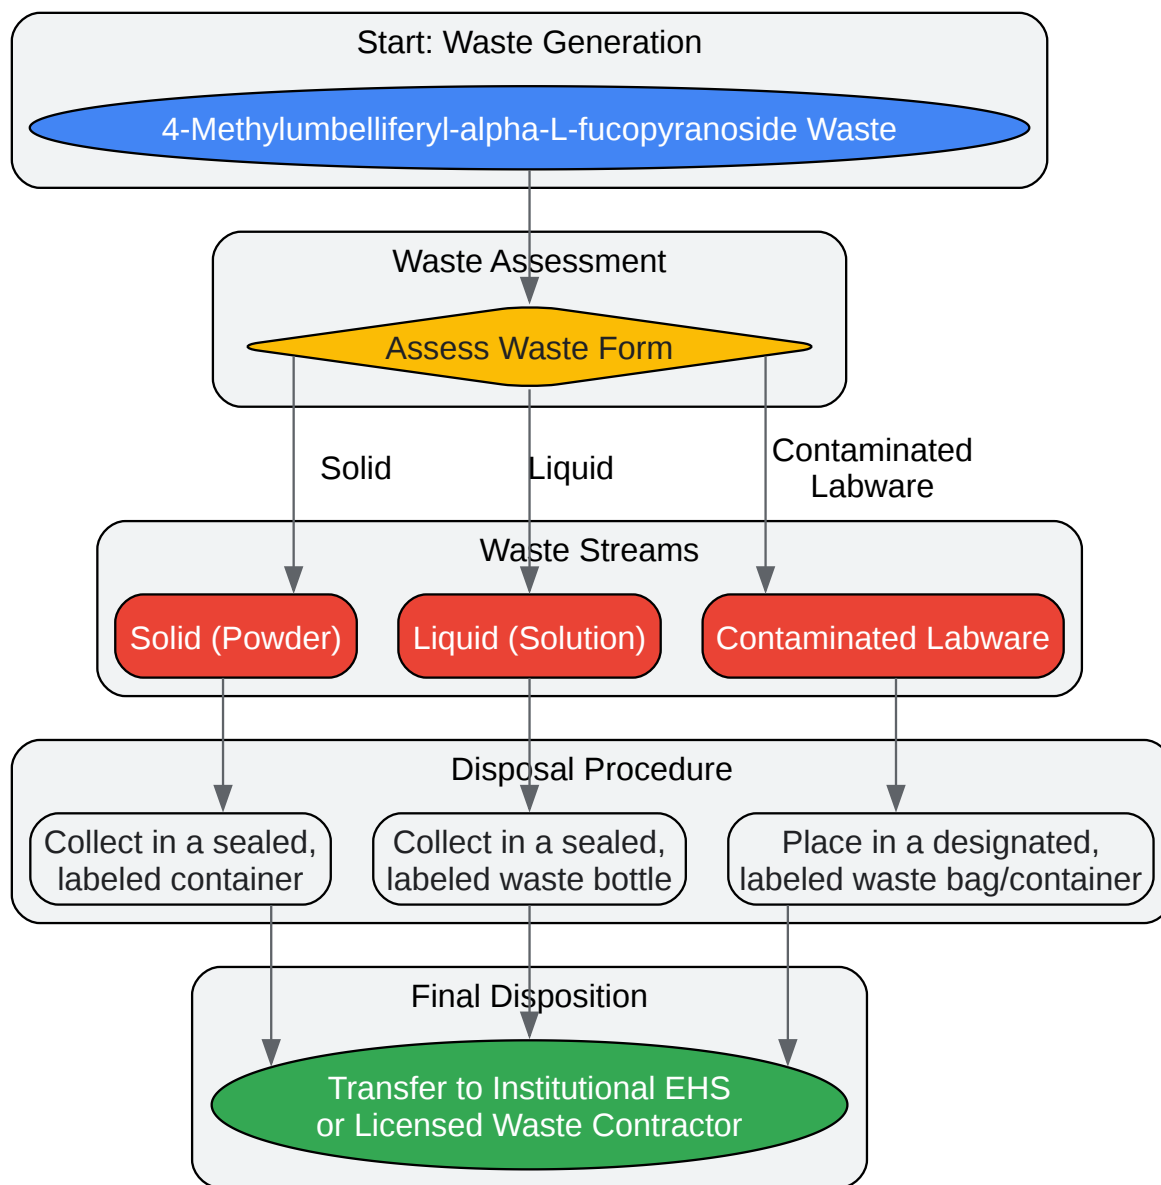 Start: Waste Generation
4-Methylumbelliferyl-alpha-L-fucopyranoside Waste
Waste Assessment
Assess Waste Form
Solid
Liquid
Contaminated
Labware
Waste Streams
Solid (Powder)
Liquid (Solution)
Contaminated Labware
Disposal Procedure
Collect in a sealed,
labeled container
Collect in a sealed,
labeled waste bottle
Place in a designated,
labeled waste bag/container
Final Disposition
Transfer to Institutional EHS
or Licensed Waste Contractor